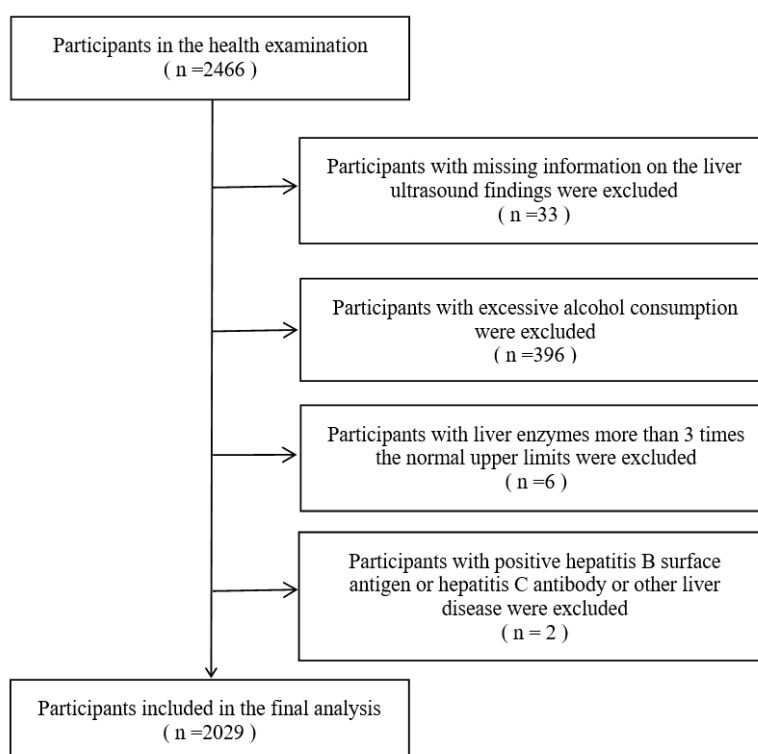 Participants in the health examination
( n =2466 )
Participants with missing information on the liver
ultrasound findings were excluded
( n =33 )
Participants with excessive alcohol consumption
were excluded
( n =396 )
Participants with liver enzymes more than 3 times
the normal upper limits were excluded
( n =6 )
Participants with positive hepatitis B surface
antigen or hepatitis C antibody or other liver
disease were excluded
( n = 2 )
Participants included in the final analysis
( n =2029 )